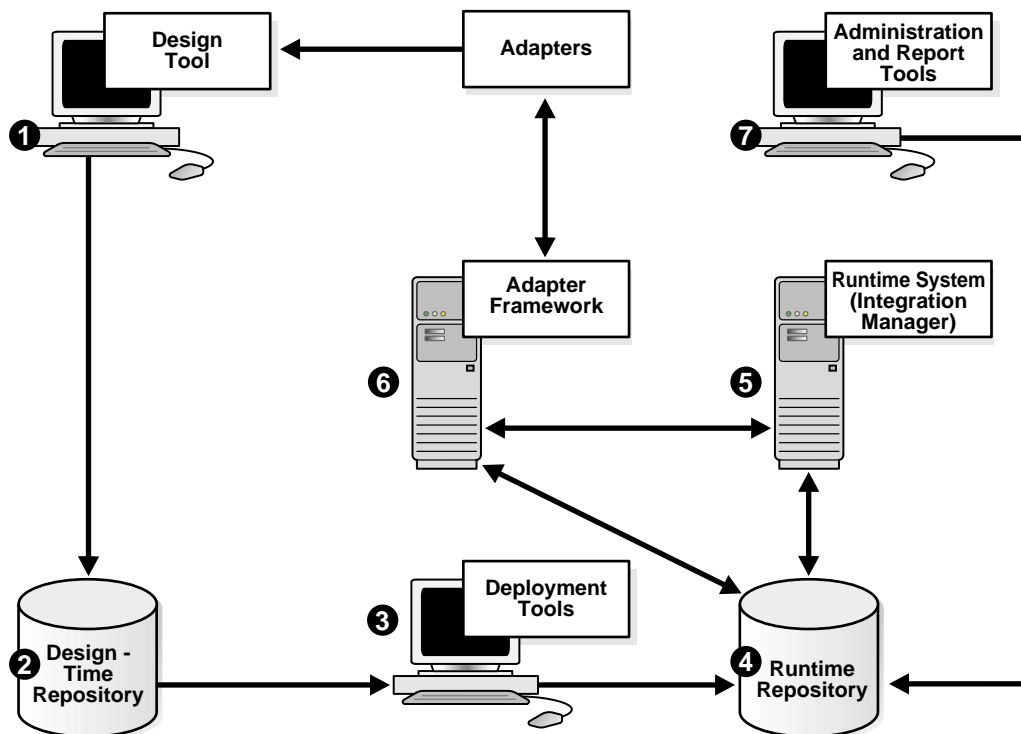 Design
Tool
Adapters
Administration
and Report
Tools
1
7
Adapter
Framework
Runtime System
(Integration
Manager)
6
5
Deployment
Tools
3
2
Design -
Time
Repository
4
Runtime
Repository